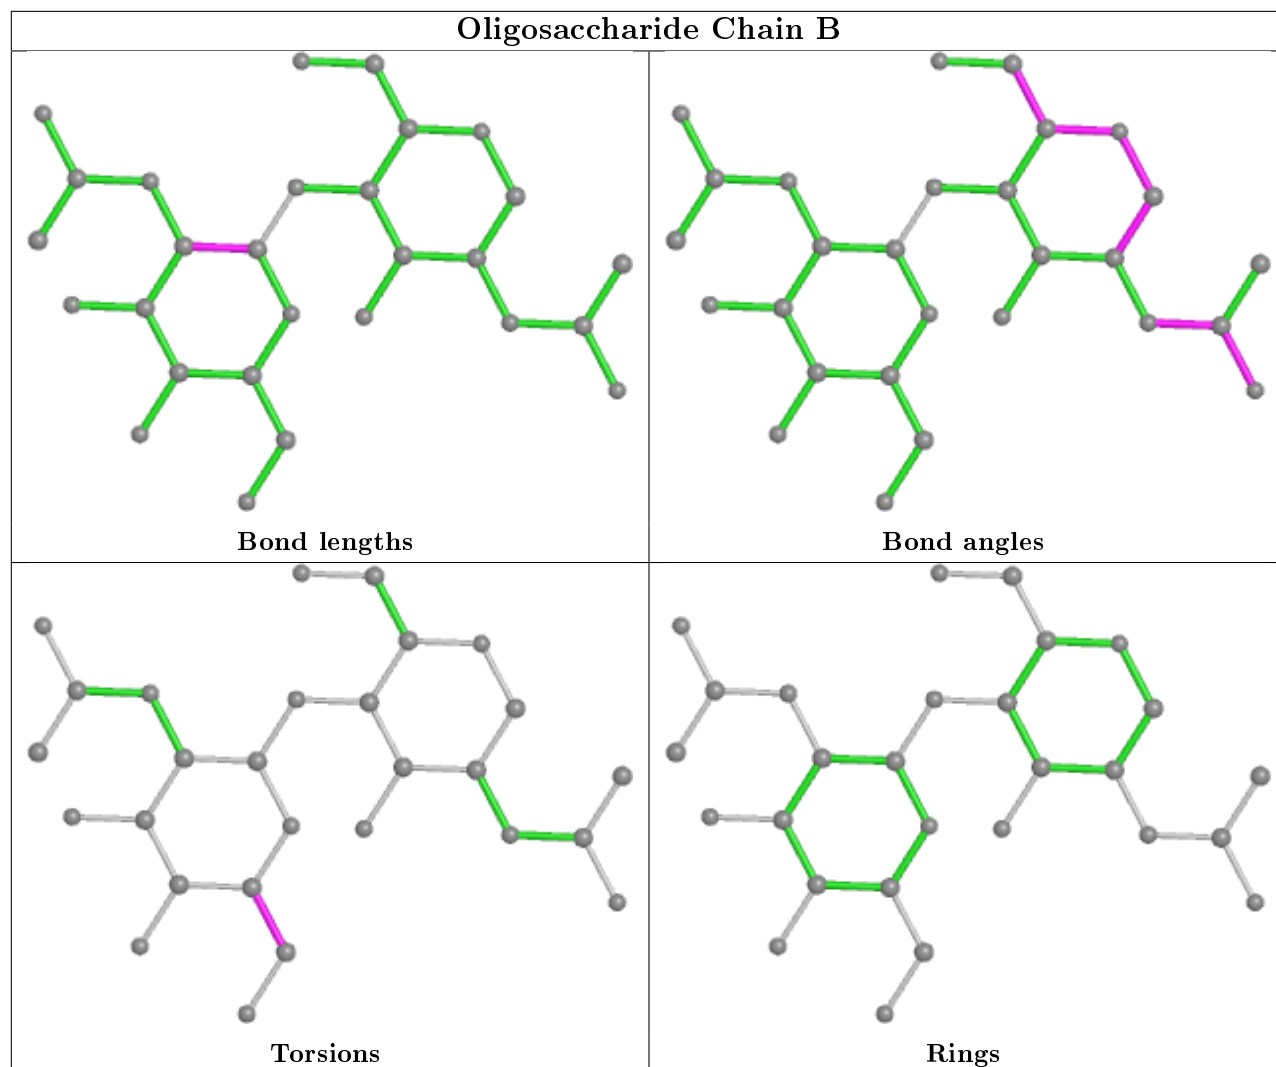 Oligosaccharide Chain B
Bond lengths
Bond angles
Torsions
Rings